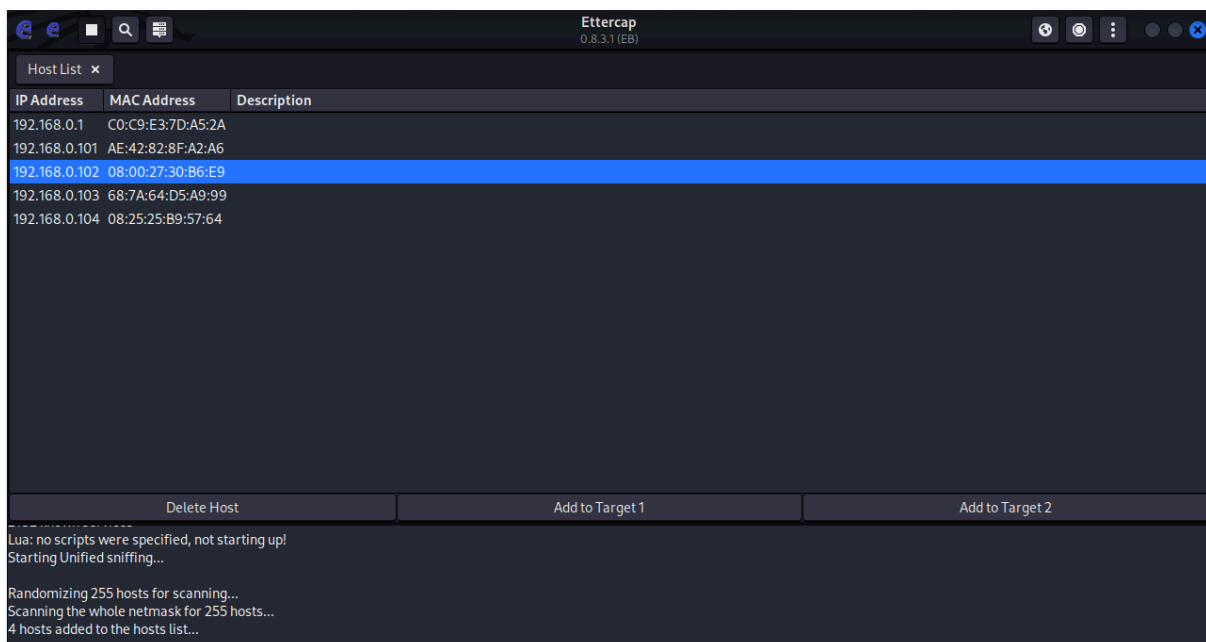 Ettercap
0.8.3.1 (EB)
Host List ×
IP Address MAC Address Description
192.168.0.1 C0:C9:E3:7D:A5:2A
192.168.0.101 AE:42:82:8F:A2:A6
192.168.0.102 08:00:27:30:B6:E9
192.168.0.103 68:7A:64:D5:A9:99
192.168.0.104 08:25:25:B9:57:64
Delete Host Add to Target 1 Add to Target 2
Lua: no scripts were specified, not starting up!
Starting Unified sniffing...
Randomizing 255 hosts for scanning...
Scanning the whole netmask for 255 hosts...
4 hosts added to the hosts list...